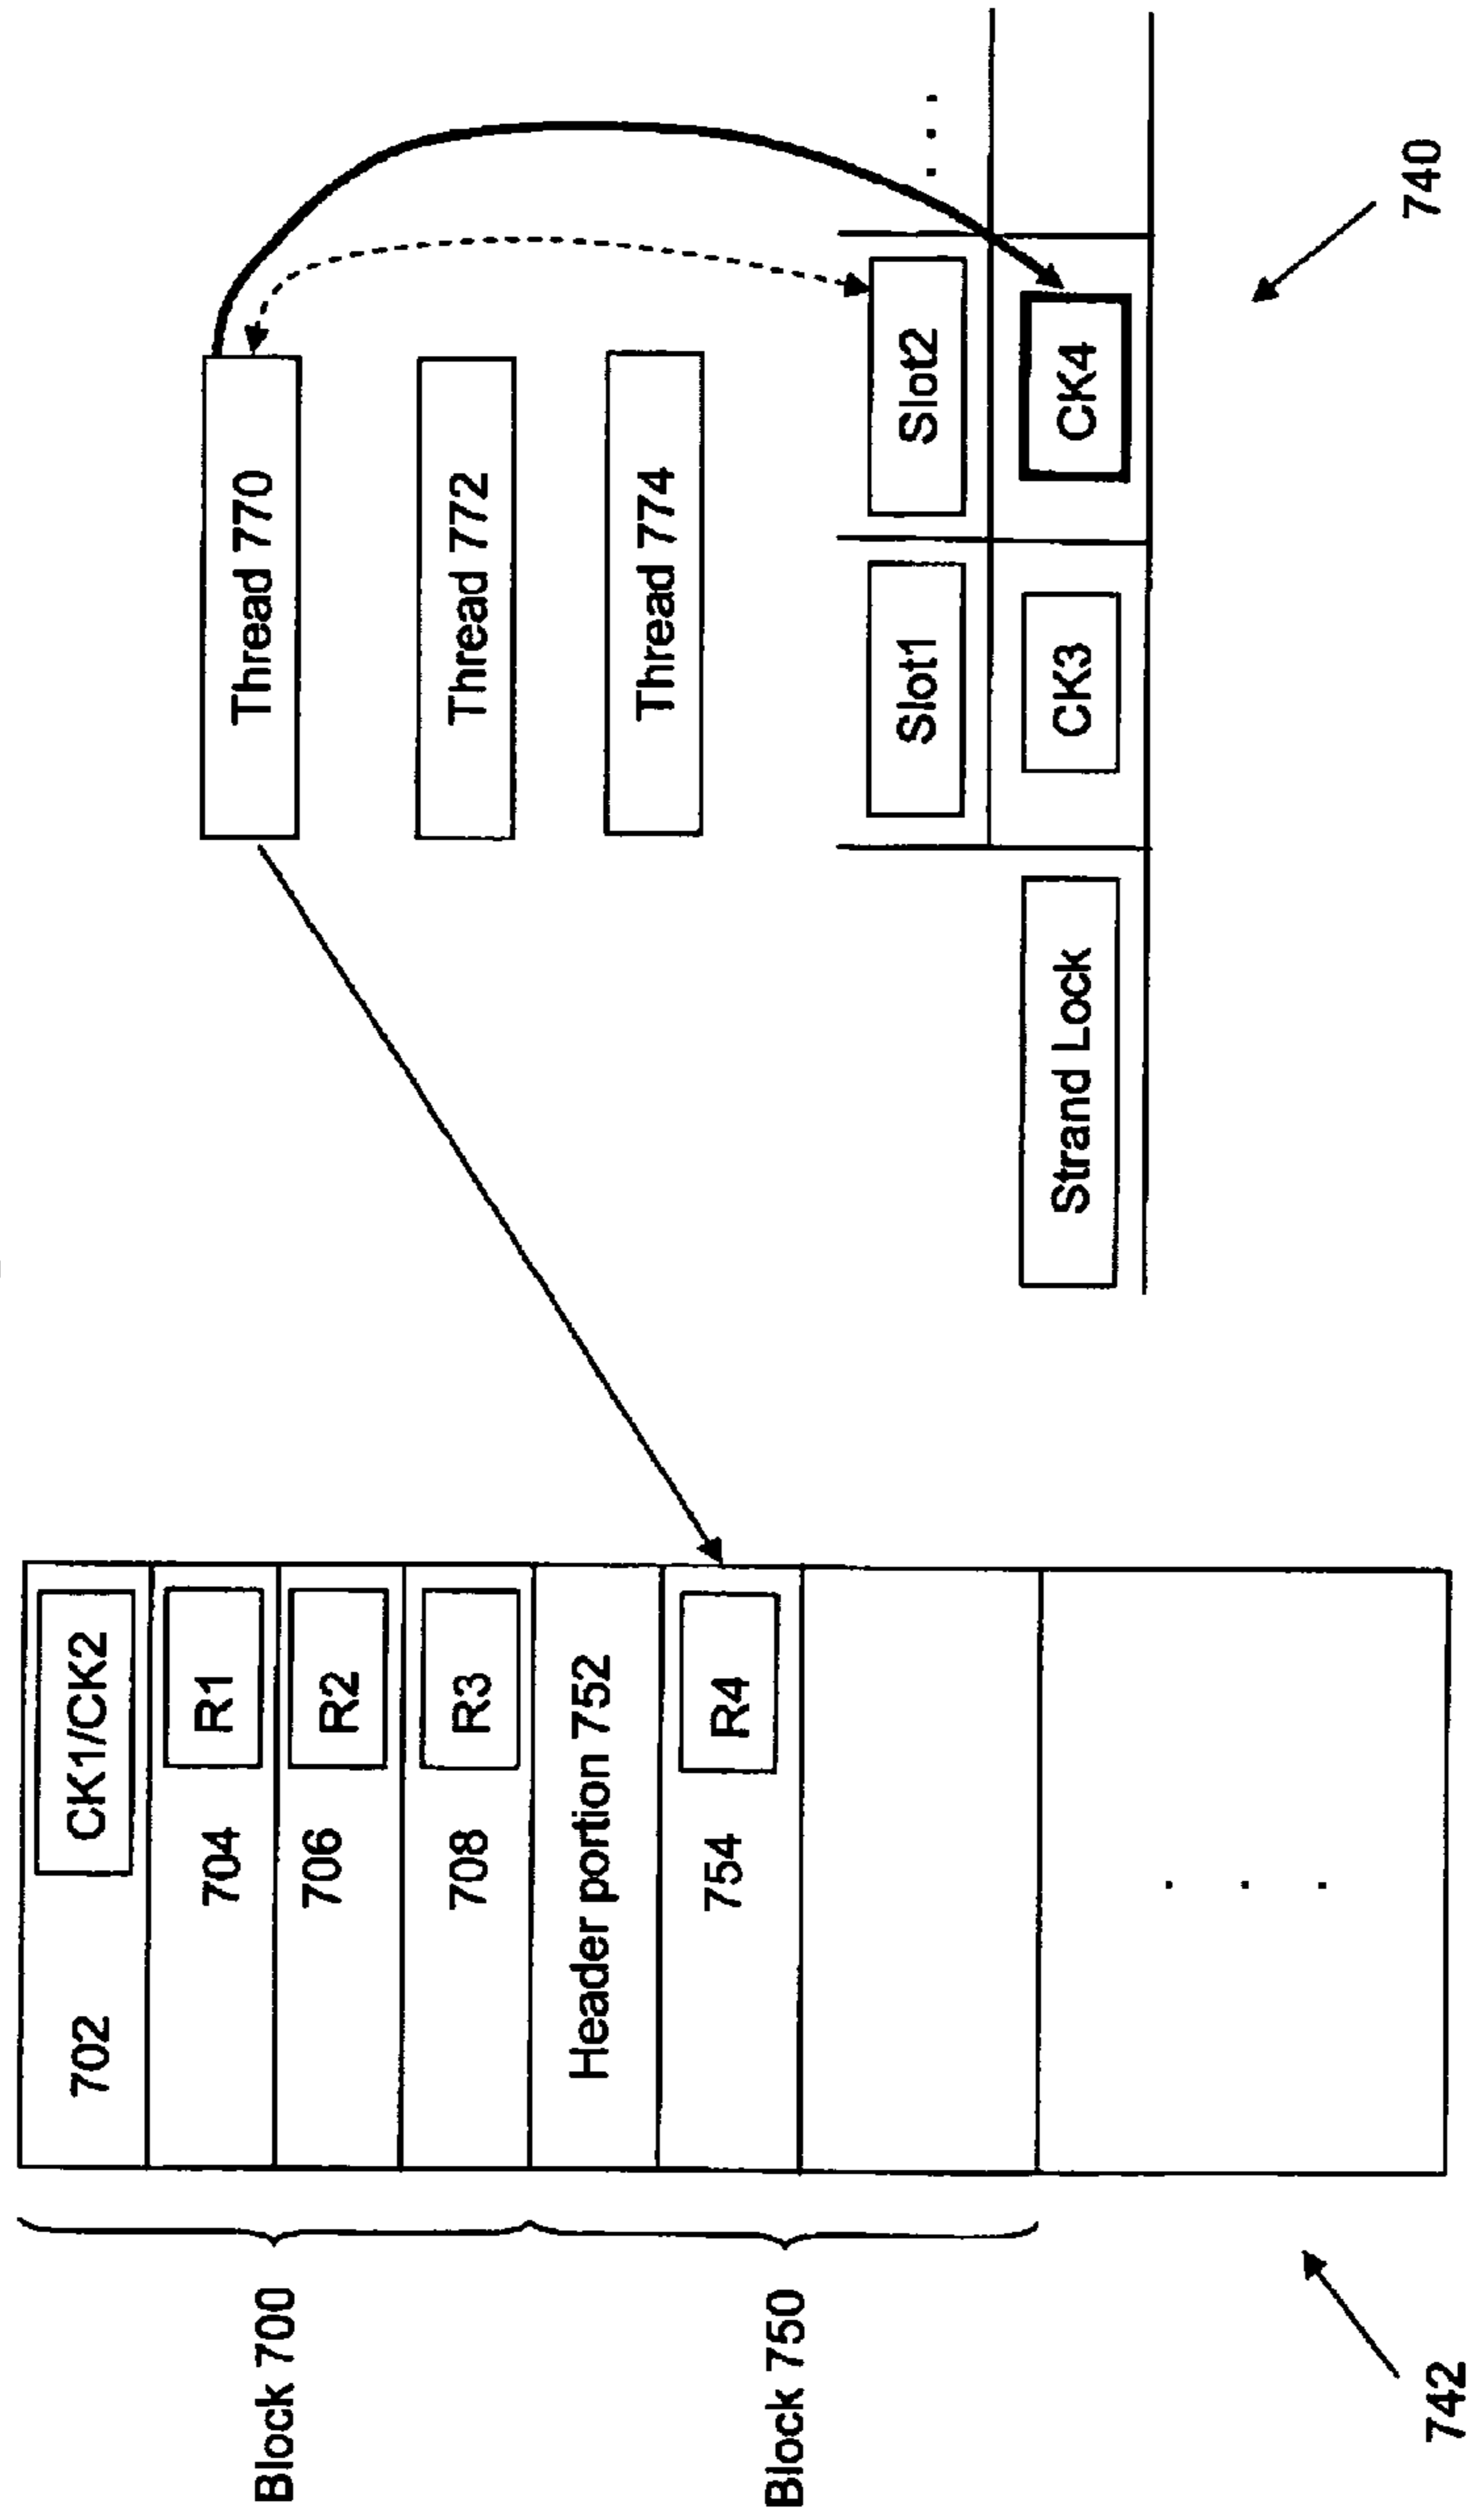 Block 700
702
CK1/CK2
704
R1
706
R2
708
R3
Block 750
Header portion 752
754
R4
742
Thread 770
Thread 772
Thread 774
Slot1
Slot2
Strand Lock
CK3
CK4
740